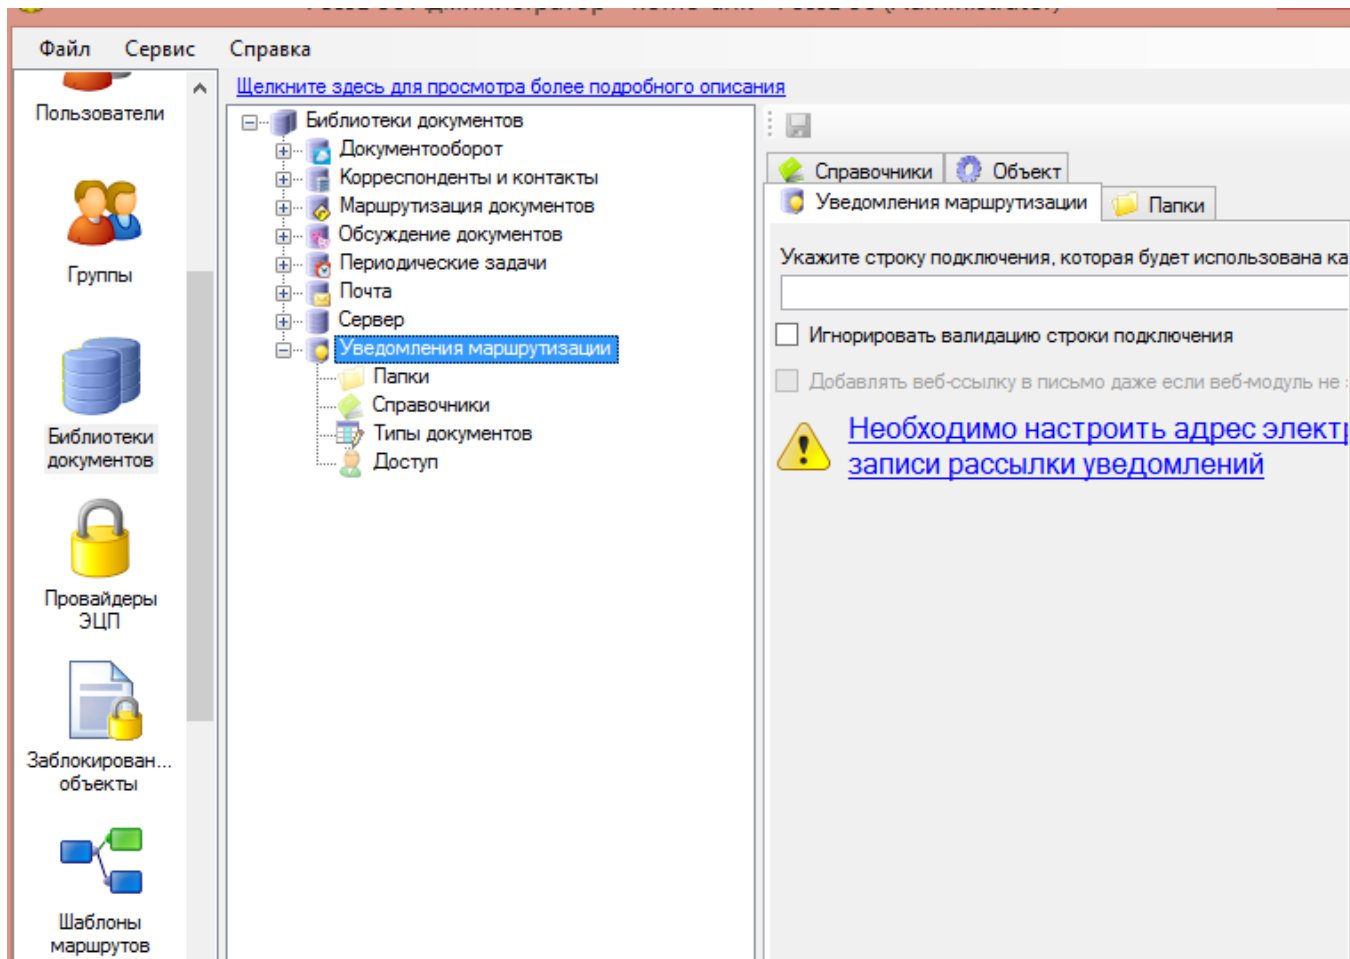 Файл Сервис Справка
Пользователи
Группы
Библиотеки
документов
Провайдеры
ЭЦП
Заблокирован...
объекты
Шаблоны
маршрутов
Щелкните здесь для просмотра более подробного описания
Библиотеки документов
Документооборот
Корреспонденты и контакты
Маршрутизация документов
Обсуждение документов
Периодические задачи
Почта
Сервер
Уведомления маршрутизации
Папки
Справочники
Типы документов
Доступ
Справочники Объект
Уведомления маршрутизации Папки
Укажите строку подключения, которая будет использована ка
Игнорировать валидацию строки подключения
Добавлять веб-ссылку в письмо даже если веб-модуль не
Необходимо настроить адрес электр
записи рассылки уведомлений